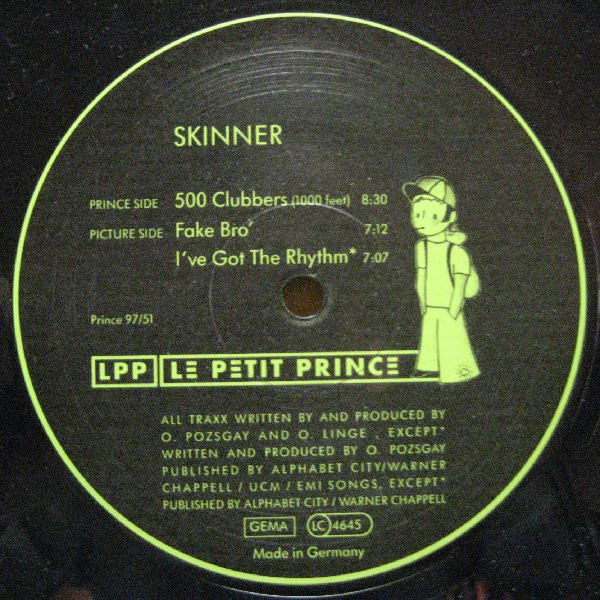 SKINNER
PRINCE SIDE 500 Clubbers (1000 feet) 8:30
PICTURE SIDE Fake Bro' 7:12
I've Got The Rhythm* 7:07
Prince 97/51
LPP LE PETIT PRINCE
ALL TRAXX WRITTEN BY AND PRODUCED BY
O. POZSGAY AND O. LINGE , EXCEPT*
WRITTEN AND PRODUCED BY O. POZSGAY
PUBLISHED BY ALPHABET CITY/WARNER
CHAPPELL / UCM / EMI SONGS, EXCEPT*
PUBLISHED BY ALPHABET CITY / WARNER CHAPPELL
GEMA LC 4645
Made in Germany